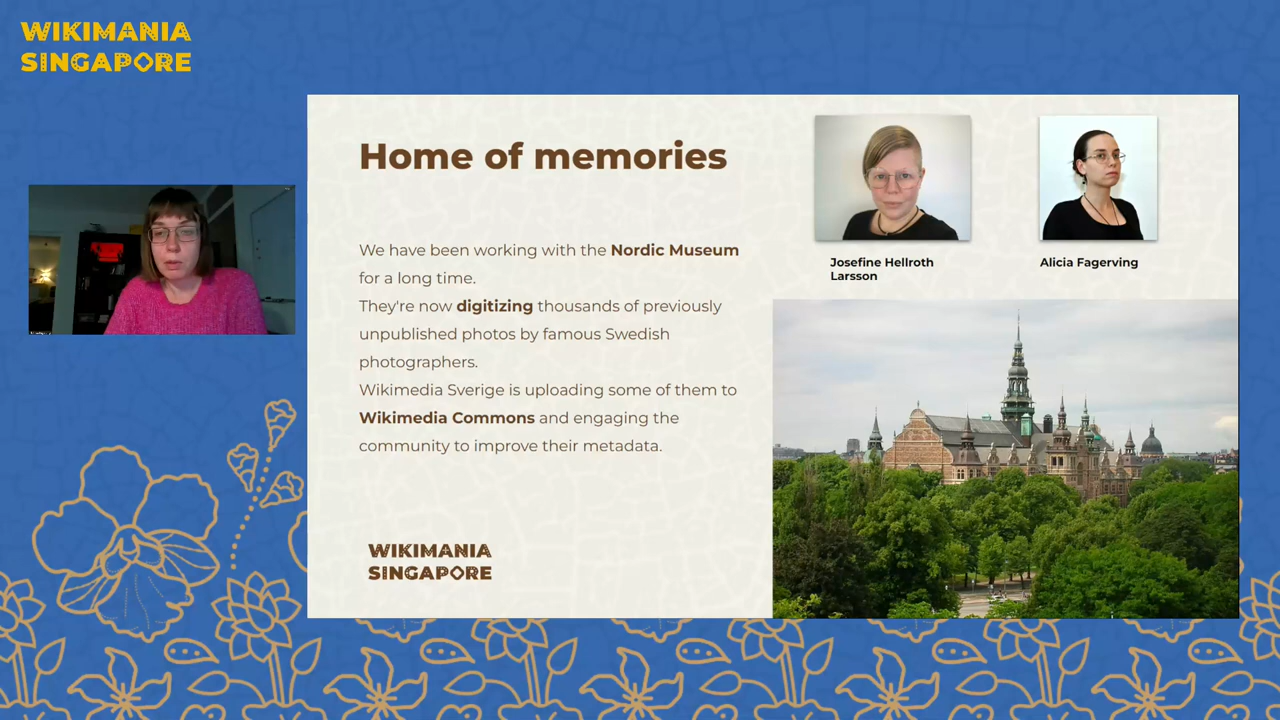 WIKIMANIA
SINGAPORE
Home of memories
We have been working with the Nordic Museum
for a long time.
They're now digitizing thousands of previously
unpublished photos by famous Swedish
photographers.
Wikimedia Sverige is uploading some of them to
Wikimedia Commons and engaging the
community to improve their metadata.
Josefine Hellroth
Larsson
Alicia Fagerving
WIKIMANIA
SINGAPORE